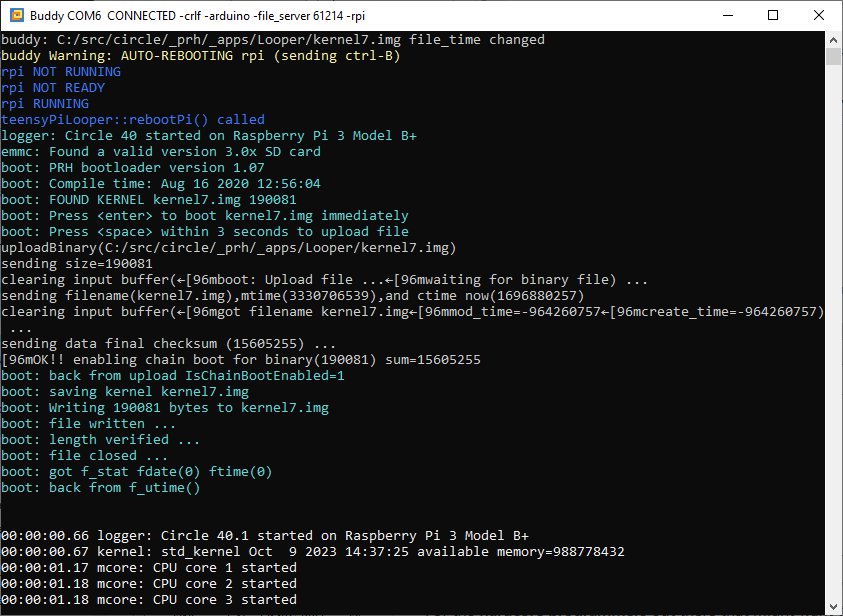 Buddy COM6  CONNECTED -crlf -arduino -file_server 61214 -rpi
buddy: C:/src/circle/_prh/_apps/Looper/kernel7.img file_time changed
buddy Warning: AUTO-REBOOTING rpi (sending ctrl-B)
rpi NOT RUNNING
rpi NOT READY
rpi RUNNING
teensyPiLooper::rebootPi() called
logger: Circle 40 started on Raspberry Pi 3 Model B+
emmc: Found a valid version 3.0x SD card
boot: PRH bootloader version 1.07
boot: Compile time: Aug 16 2020 12:56:04
boot: FOUND KERNEL kernel7.img 190081
boot: Press <enter> to boot kernel7.img immediately
boot: Press <space> within 3 seconds to upload file
uploadBinary(C:/src/circle/_prh/_apps/Looper/kernel7.img)
sending size=190081
clearing input buffer(←[96mboot: Upload file ...←[96mwaiting for binary file) ...
sending filename(kernel7.img),mtime(3330706539),and ctime now(1696880257)
clearing input buffer(←[96mgot filename kernel7.img←[96mmod_time=-964260757←[96mcreate_time=-964260757)
 ...
sending data final checksum (15605255) ...
[96mOK!! enabling chain boot for binary(190081) sum=15605255
boot: back from upload IsChainBootEnabled=1
boot: saving kernel kernel7.img
boot: Writing 190081 bytes to kernel7.img
boot: file written ...
boot: length verified ...
boot: file closed ...
boot: got f_stat fdate(0) ftime(0)
boot: back from f_utime()
00:00:00.66 logger: Circle 40.1 started on Raspberry Pi 3 Model B+
00:00:00.67 kernel: std_kernel Oct  9 2023 14:37:25 available memory=988778432
00:00:01.17 mcore: CPU core 1 started
00:00:01.18 mcore: CPU core 2 started
00:00:01.18 mcore: CPU core 3 started